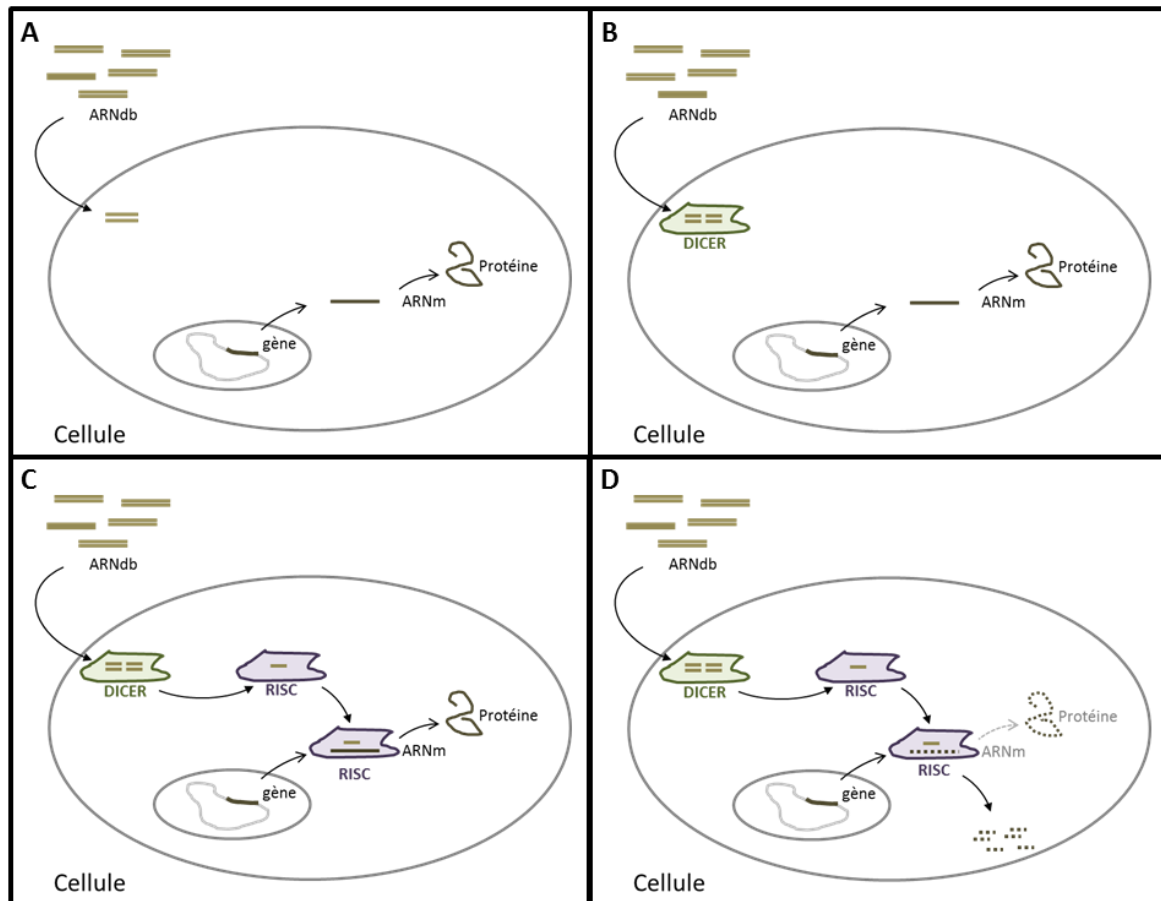 A
ARNdb
Protéine
ARNm
gène
Cellule
B
ARNdb
DICER
Protéine
ARNm
gène
Cellule
C
ARNdb
DICER
RISC
Protéine
ARNm
RISC
gène
Cellule
D
ARNdb
DICER
RISC
Protéine
ARNm
RISC
gène
Cellule